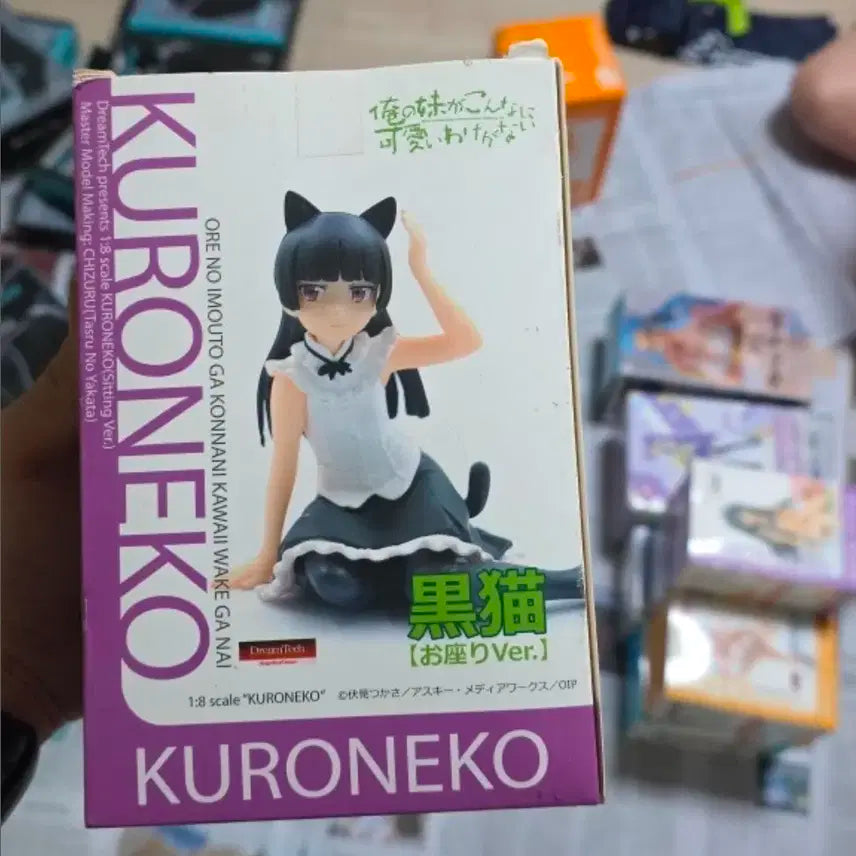 俺の妹がこんなに
可愛いわけがない
KURONEKO
DreamTech presents 1:8 scale KURONEKO(Sitting Ver.)
Master Model Making: CHIZURU(Tasru No Yakata)
ORE NO IMOUTO GA KONNANI KAWAII WAKE GA NAI
黒猫
【お座りVer.】
DreamTech
1:8 scale "KURONEKO" ©伏見つかさ/アスキー・メディアワークス/OIP
KURONEKO